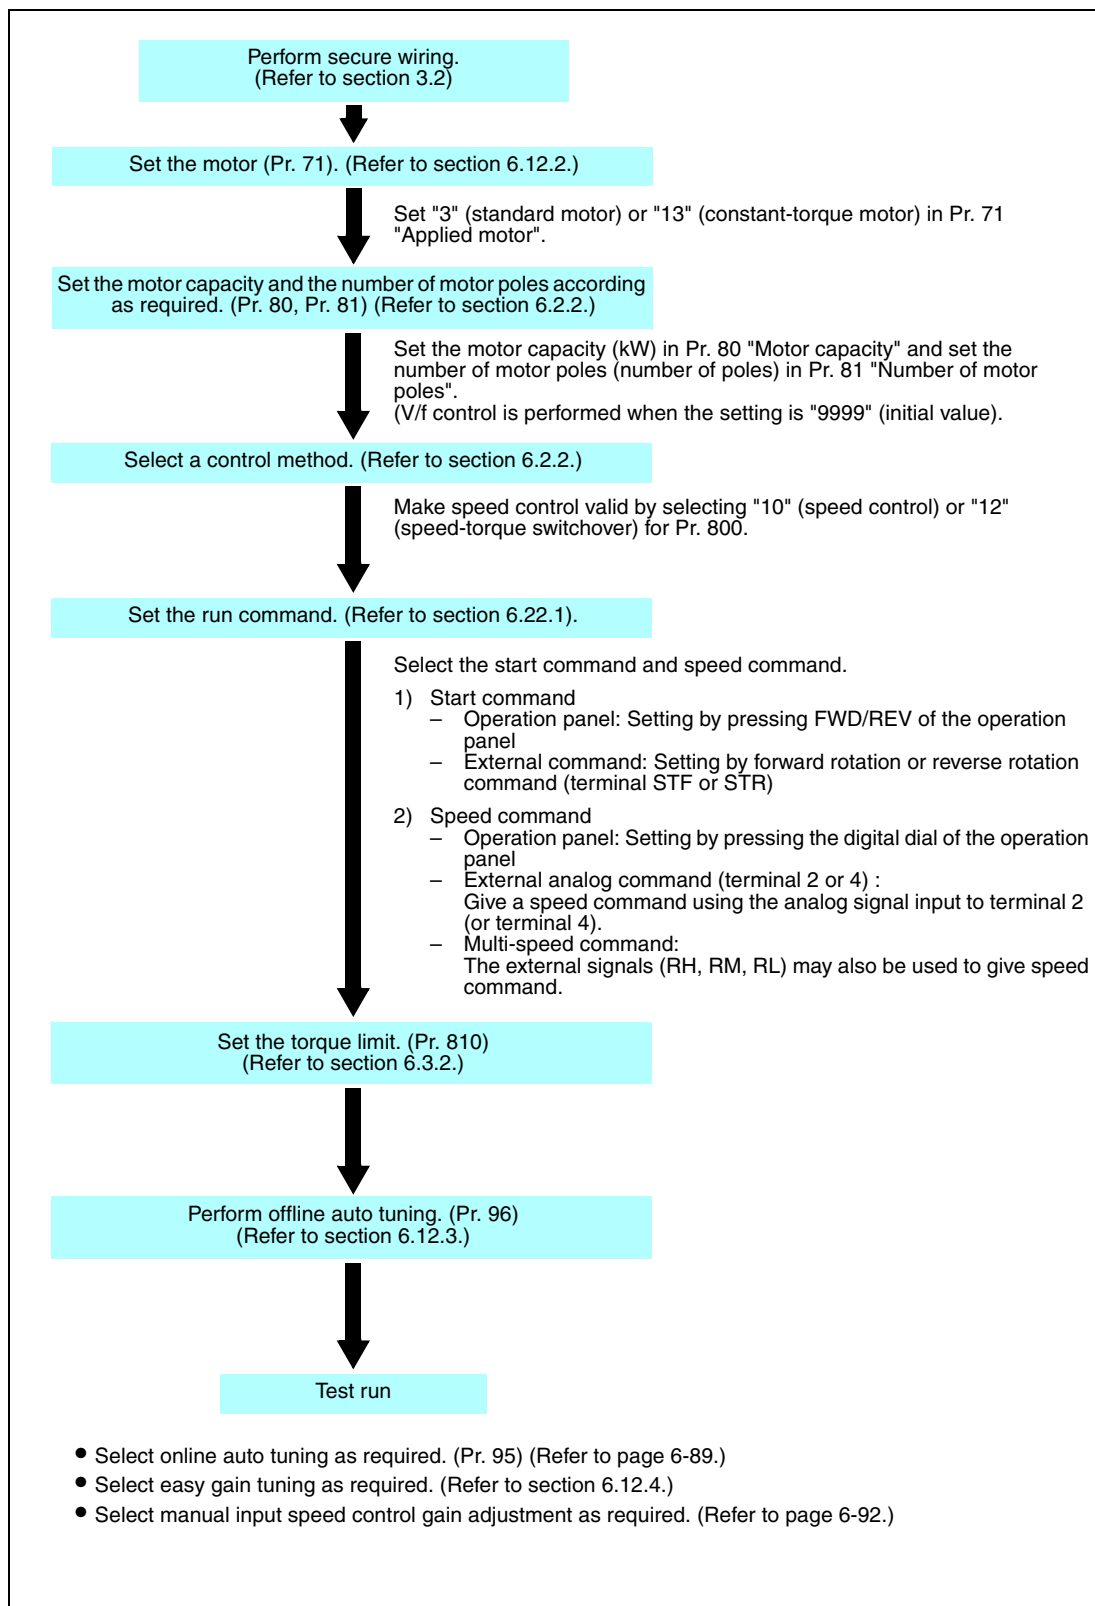 Perform secure wiring.
(Refer to section 3.2)
Set the motor (Pr. 71). (Refer to section 6.12.2.)
Set "3" (standard motor) or "13" (constant-torque motor) in Pr. 71
"Applied motor".
Set the motor capacity and the number of motor poles according
as required. (Pr. 80, Pr. 81) (Refer to section 6.2.2.)
Set the motor capacity (kW) in Pr. 80 "Motor capacity" and set the
number of motor poles (number of poles) in Pr. 81 "Number of motor
poles".
(V/f control is performed when the setting is "9999" (initial value).
Select a control method. (Refer to section 6.2.2.)
Make speed control valid by selecting "10" (speed control) or "12"
(speed-torque switchover) for Pr. 800.
Set the run command. (Refer to section 6.22.1).
Select the start command and speed command.
1) Start command
– Operation panel: Setting by pressing FWD/REV of the operation
panel
– External command: Setting by forward rotation or reverse rotation
command (terminal STF or STR)
2) Speed command
– Operation panel: Setting by pressing the digital dial of the operation
panel
– External analog command (terminal 2 or 4) :
Give a speed command using the analog signal input to terminal 2
(or terminal 4).
– Multi-speed command:
The external signals (RH, RM, RL) may also be used to give speed
command.
Set the torque limit. (Pr. 810)
(Refer to section 6.3.2.)
Perform offline auto tuning. (Pr. 96)
(Refer to section 6.12.3.)
Test run
● Select online auto tuning as required. (Pr. 95) (Refer to page 6-89.)
● Select easy gain tuning as required. (Refer to section 6.12.4.)
● Select manual input speed control gain adjustment as required. (Refer to page 6-92.)